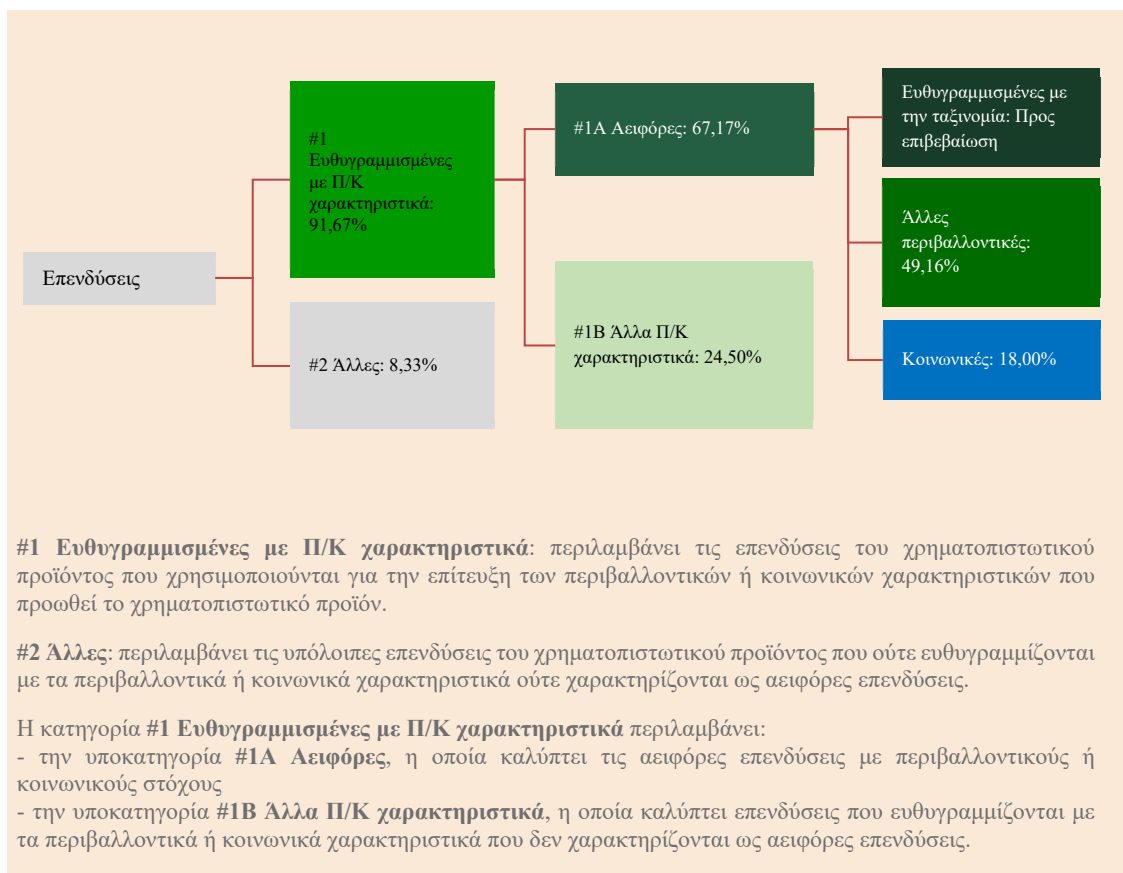 Επενδύσεις
#1
Ευθυγραμμισμένες
με Π/Κ
χαρακτηριστικά:
91,67%
#2 Άλλες: 8,33%
#1A Αειφόρες: 67,17%
#1B Άλλα Π/Κ
χαρακτηριστικά: 24,50%
Ευθυγραμμισμένες με
την ταξινομία: Προς
επιβεβαίωση
Άλλες
περιβαλλοντικές:
49,16%
Κοινωνικές: 18,00%
#1 Ευθυγραμμισμένες με Π/Κ χαρακτηριστικά: περιλαμβάνει τις επενδύσεις του χρηματοπιστωτικού
προϊόντος που χρησιμοποιούνται για την επίτευξη των περιβαλλοντικών ή κοινωνικών χαρακτηριστικών που
προωθεί το χρηματοπιστωτικό προϊόν.
#2 Άλλες: περιλαμβάνει τις υπόλοιπες επενδύσεις του χρηματοπιστωτικού προϊόντος που ούτε ευθυγραμμίζονται
με τα περιβαλλοντικά ή κοινωνικά χαρακτηριστικά ούτε χαρακτηρίζονται ως αειφόρες επενδύσεις.
Η κατηγορία #1 Ευθυγραμμισμένες με Π/Κ χαρακτηριστικά περιλαμβάνει:
- την υποκατηγορία #1A Αειφόρες, η οποία καλύπτει τις αειφόρες επενδύσεις με περιβαλλοντικούς ή
κοινωνικούς στόχους
- την υποκατηγορία #1B Άλλα Π/Κ χαρακτηριστικά, η οποία καλύπτει επενδύσεις που ευθυγραμμίζονται με
τα περιβαλλοντικά ή κοινωνικά χαρακτηριστικά που δεν χαρακτηρίζονται ως αειφόρες επενδύσεις.